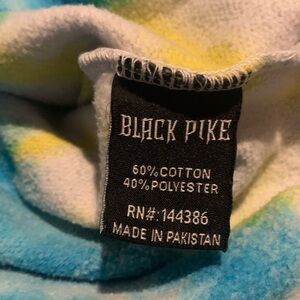 BLACK PIKE
60% COTTON
40% POLYESTER
RN#: 144386
MADE IN PAKISTAN